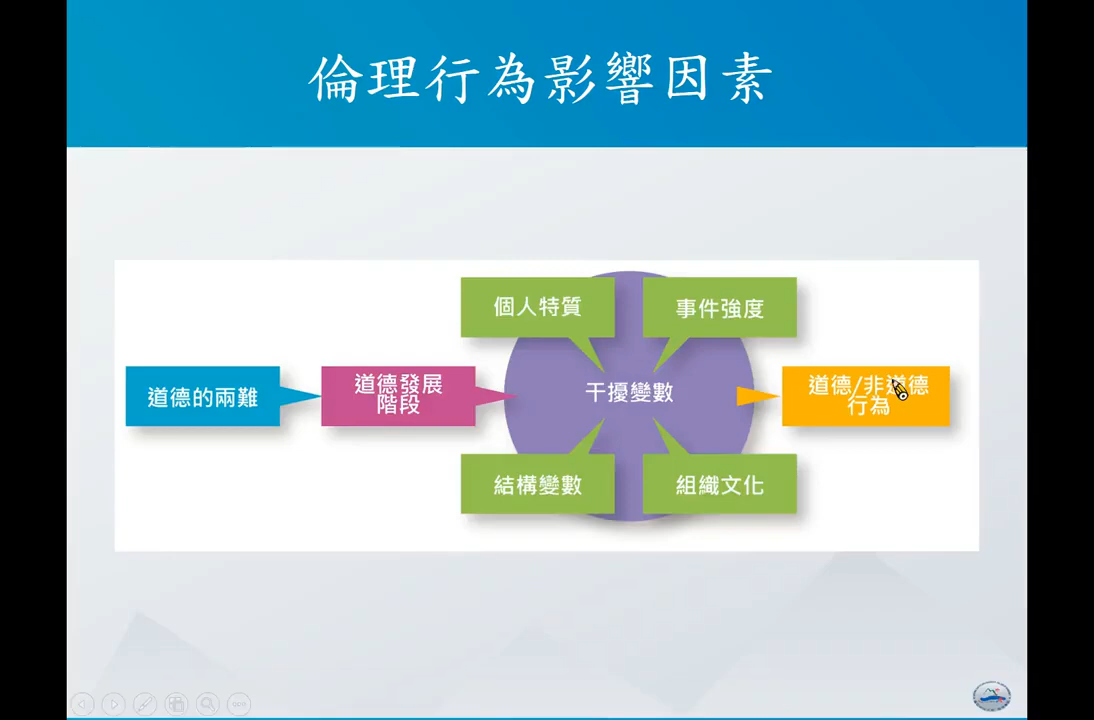 倫理行為影響因素
個人特質
事件強度
道德的兩難
道德發展
階段
干擾變數
道德/非道德
行為
結構變數
組織文化